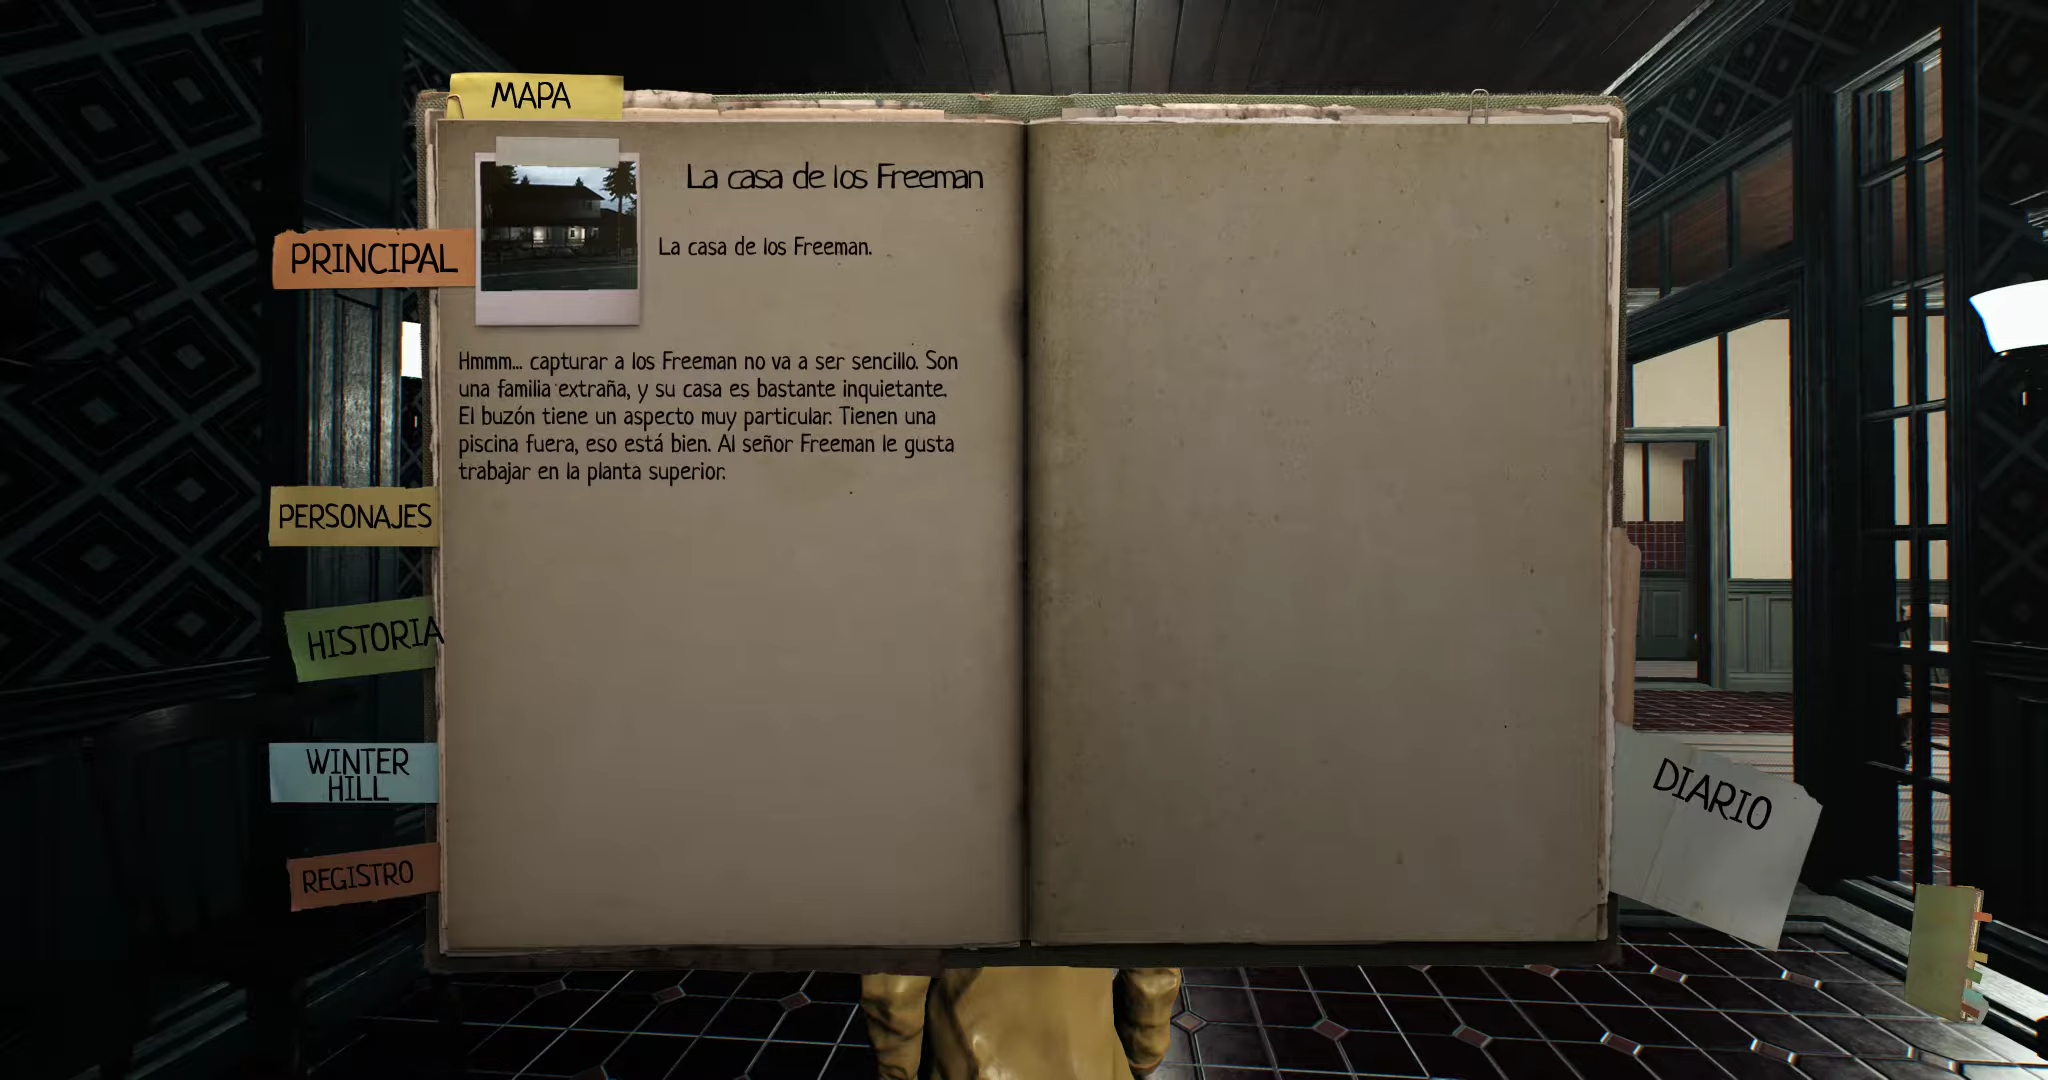 MAPA
La casa de los Freeman
PRINCIPAL
La casa de los Freeman.
Hmmm... capturar a los Freeman no va a ser sencillo. Son
una familia extraña, y su casa es bastante inquietante.
El buzón tiene un aspecto muy particular. Tienen una
piscina fuera, eso está bien. Al señor Freeman le gusta
trabajar en la planta superior.
PERSONAJES
HISTORIA
WINTER
HILL
DIARIO
REGISTRO